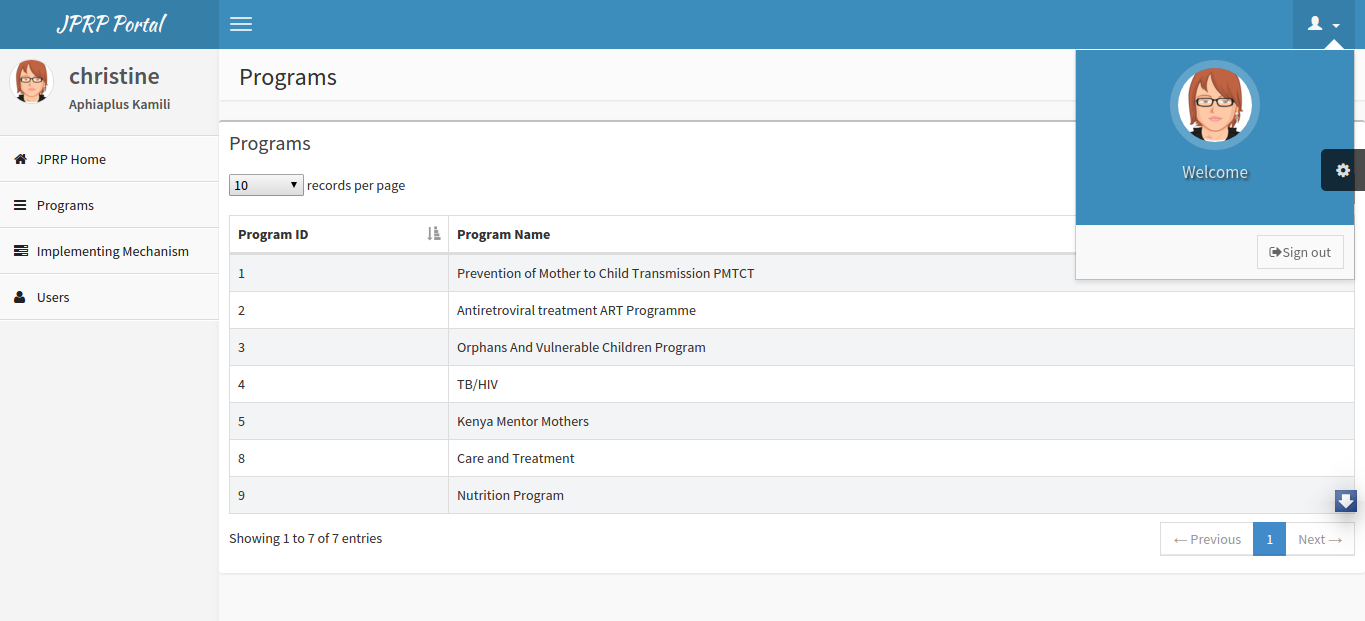 JPRP Portal
christine
Aphiaplus Kamili
JPRP Home
Programs
Implementing Mechanism
Users
Programs
Welcome
Sign out
Programs
10 records per page
Program ID Program Name
1 Prevention of Mother to Child Transmission PMTCT
2 Antiretroviral treatment ART Programme
3 Orphans And Vulnerable Children Program
4 TB/HIV
5 Kenya Mentor Mothers
8 Care and Treatment
9 Nutrition Program
Showing 1 to 7 of 7 entries
← Previous 1 Next →